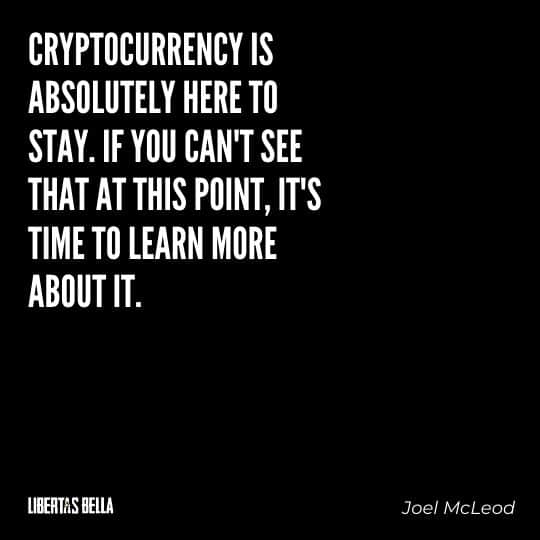 CRYPTOCURRENCY IS
ABSOLUTELY HERE TO
STAY. IF YOU CAN'T SEE
THAT AT THIS POINT, IT'S
TIME TO LEARN MORE
ABOUT IT.
LIBERTAS BELLA
Joel McLeod